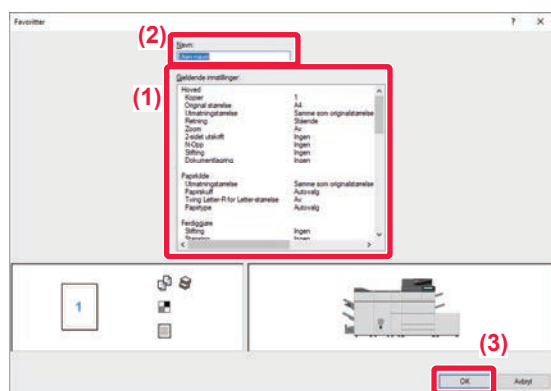 Favoritter ? ×
(2)
Navn:
Uten navn
(1)
Gjeldende innstillinger:
Hoved
Kopier 1
Original størrelse A4
Utmatningstørrelse Samme som originalstørrelse
Retning Stående
Zoom Av
2-sidet utskrift Ingen
N-Opp Ingen
Stifting Ingen
Dokumentlagring Ingen
Papirkilde
Utmatningstørrelse Samme som originalstørrelse
Papirskuff Autovalg
Tving Letter-R for Letter-størrelse Av
Papirtype Autovalg
Ferdiggjøre
Stifting Ingen
1
(3)
OK Avbryt